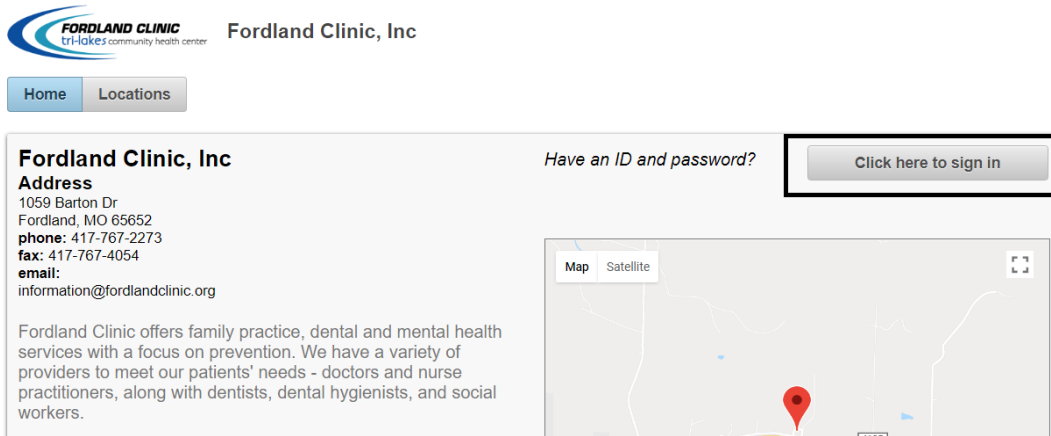 FORDLAND CLINIC
tri-lakes community health center
Fordland Clinic, Inc
Home
Locations
Fordland Clinic, Inc
Address
1059 Barton Dr
Fordland, MO 65652
phone: 417-767-2273
fax: 417-767-4054
email:
information@fordlandclinic.org
Fordland Clinic offers family practice, dental and mental health
services with a focus on prevention. We have a variety of
providers to meet our patients' needs - doctors and nurse
practitioners, along with dentists, dental hygienists, and social
workers.
Have an ID and password?
Click here to sign in
Map
Satellite